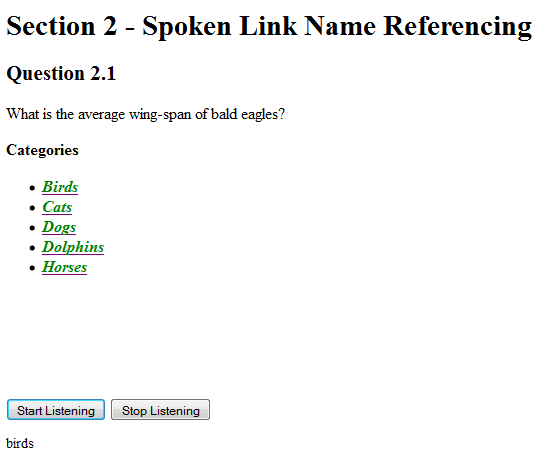 Section 2 - Spoken Link Name Referencing
Question 2.1
What is the average wing-span of bald eagles?
Categories
• Birds
• Cats
• Dogs
• Dolphins
• Horses
Start Listening Stop Listening
birds